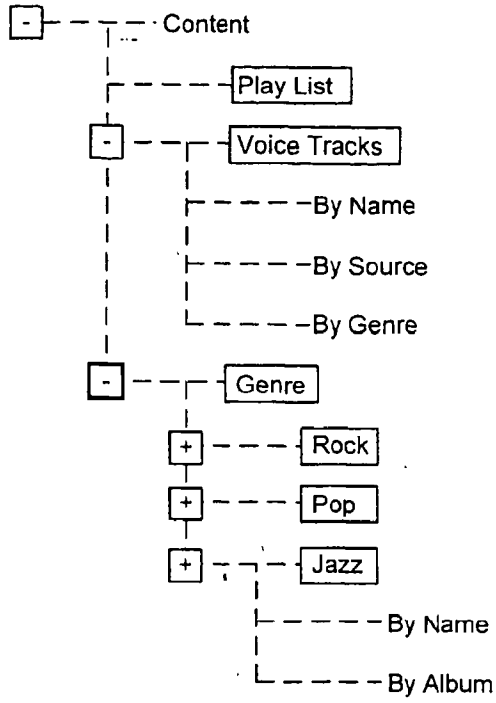 - Content
Play List
- Voice Tracks
By Name
By Source
By Genre
- Genre
+ Rock
+ Pop
+ Jazz
By Name
By Album